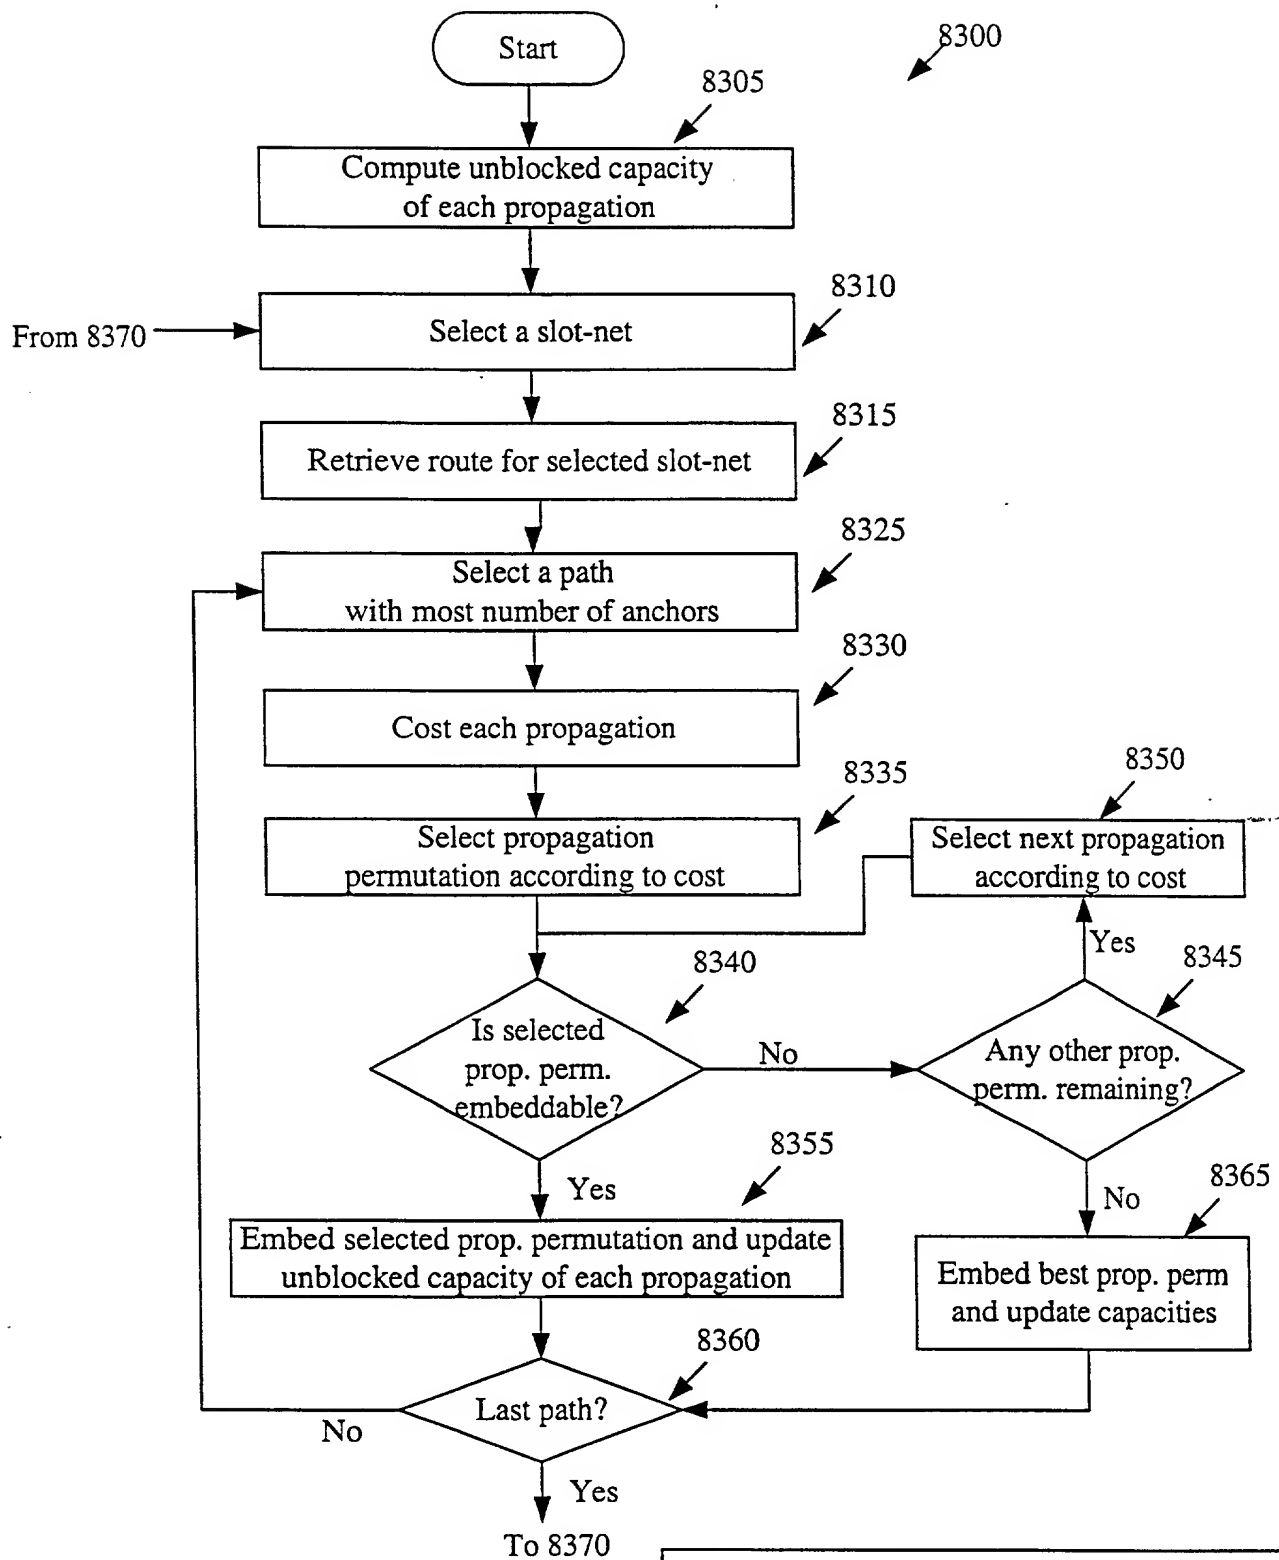 Start
8300
8305
Compute unblocked capacity
of each propagation
8310
From 8370
Select a slot-net
8315
Retrieve route for selected slot-net
8325
Select a path
with most number of anchors
8330
Cost each propagation
8335
Select propagation
permutation according to cost
8350
Select next propagation
according to cost
Yes
8340
Is selected
prop. perm.
embeddable?
No
8345
Any other prop.
perm. remaining?
8355
Yes
Embed selected prop. permutation and update
unblocked capacity of each propagation
No
8365
Embed best prop. perm
and update capacities
8360
Last path?
No
Yes
To 8370